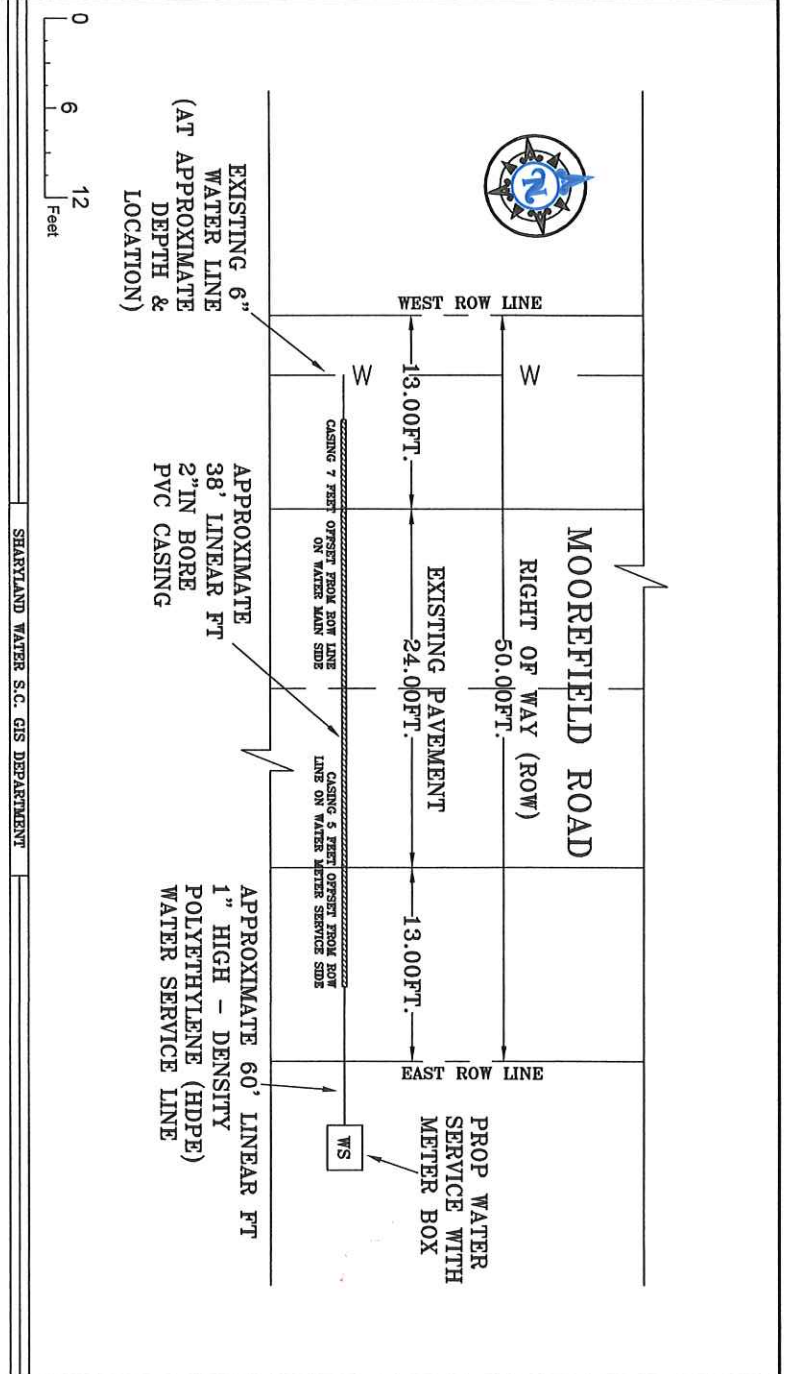 MOOREFIELD ROAD
RIGHT OF WAY (ROW)
50.00FT.
WEST ROW LINE
EAST ROW LINE
N
W
W
13.00FT.
EXISTING PAVEMENT
24.00FT.
13.00FT.
EXISTING 6"
WATER LINE
(AT APPROXIMATE
DEPTH &
LOCATION)
CASING 7 FEET OFFSET FROM ROW LINE
ON WATER MAIN SIDE
CASING 5 FEET OFFSET FROM ROW
LINE ON WATER METER SERVICE SIDE
APPROXIMATE
38' LINEAR FT
2"IN BORE
PVC CASING
APPROXIMATE 60' LINEAR FT
1" HIGH - DENSITY
POLYETHYLENE (HDPE)
WATER SERVICE LINE
PROP WATER
SERVICE WITH
METER BOX
WS
0 6 12
Feet
SHARYLAND WATER S.C. GIS DEPARTMENT